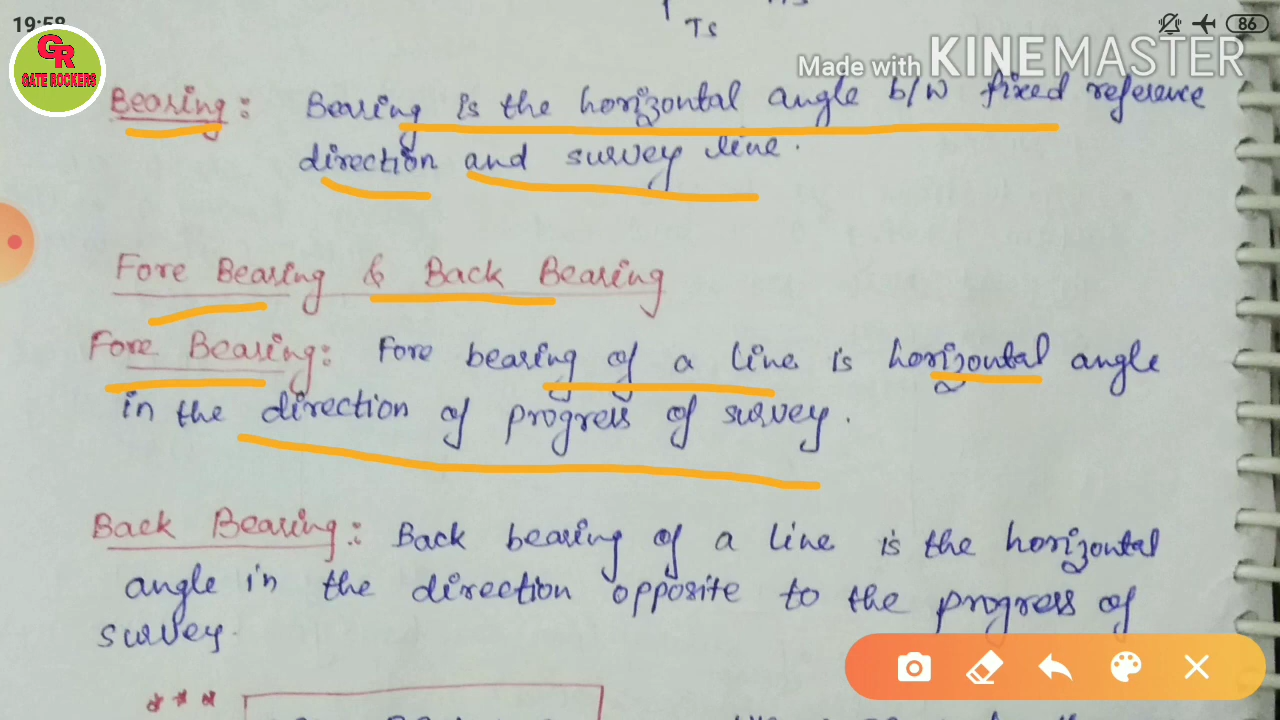 19:58
86
Ts
GR
GATE ROCKERS
Made with KINEMASTER
Bearing: Bearing is the horizontal angle b/w fixed reference
direction and survey line.
Fore Bearing & Back Bearing
Fore Bearing: Fore bearing of a line is horizontal angle
in the direction of progress of survey.
Back Bearing: Back bearing of a line is the horizontal
angle in the direction opposite to the progress of
survey.